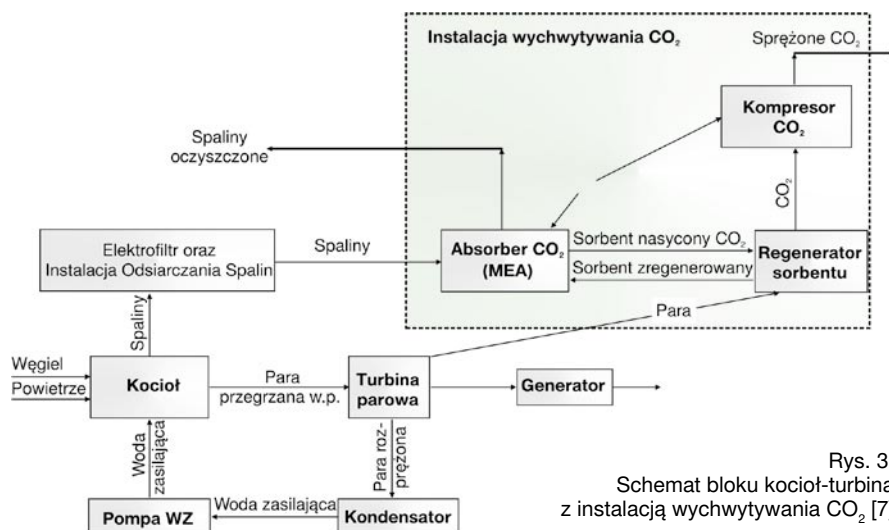 Instalacja wychwytywania CO₂
Sprężone CO₂
Kompresor
CO₂
Spaliny
oczyszczone
CO₂
Elektrofiltr oraz
Instalacja Odsiarczania Spalin
Spaliny
Absorber CO₂
(MEA)
Sorbent nasycony CO₂
Sorbent zregenerowany
Regenerator
sorbentu
Para
Spaliny
Węgiel
Powietrze
Kocioł
Para
przegrzana w.p.
Turbina
parowa
Generator
Woda
zasilająca
Para roz-
prężona
Pompa WZ
Woda zasilająca
Kondensator
Rys. 3
Schemat bloku kocioł-turbina
z instalacją wychwytywania CO₂ [7